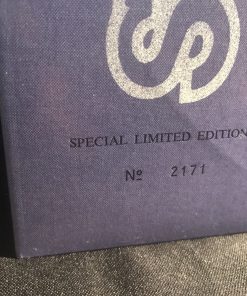 SPECIAL LIMITED EDITION
Nº 2171